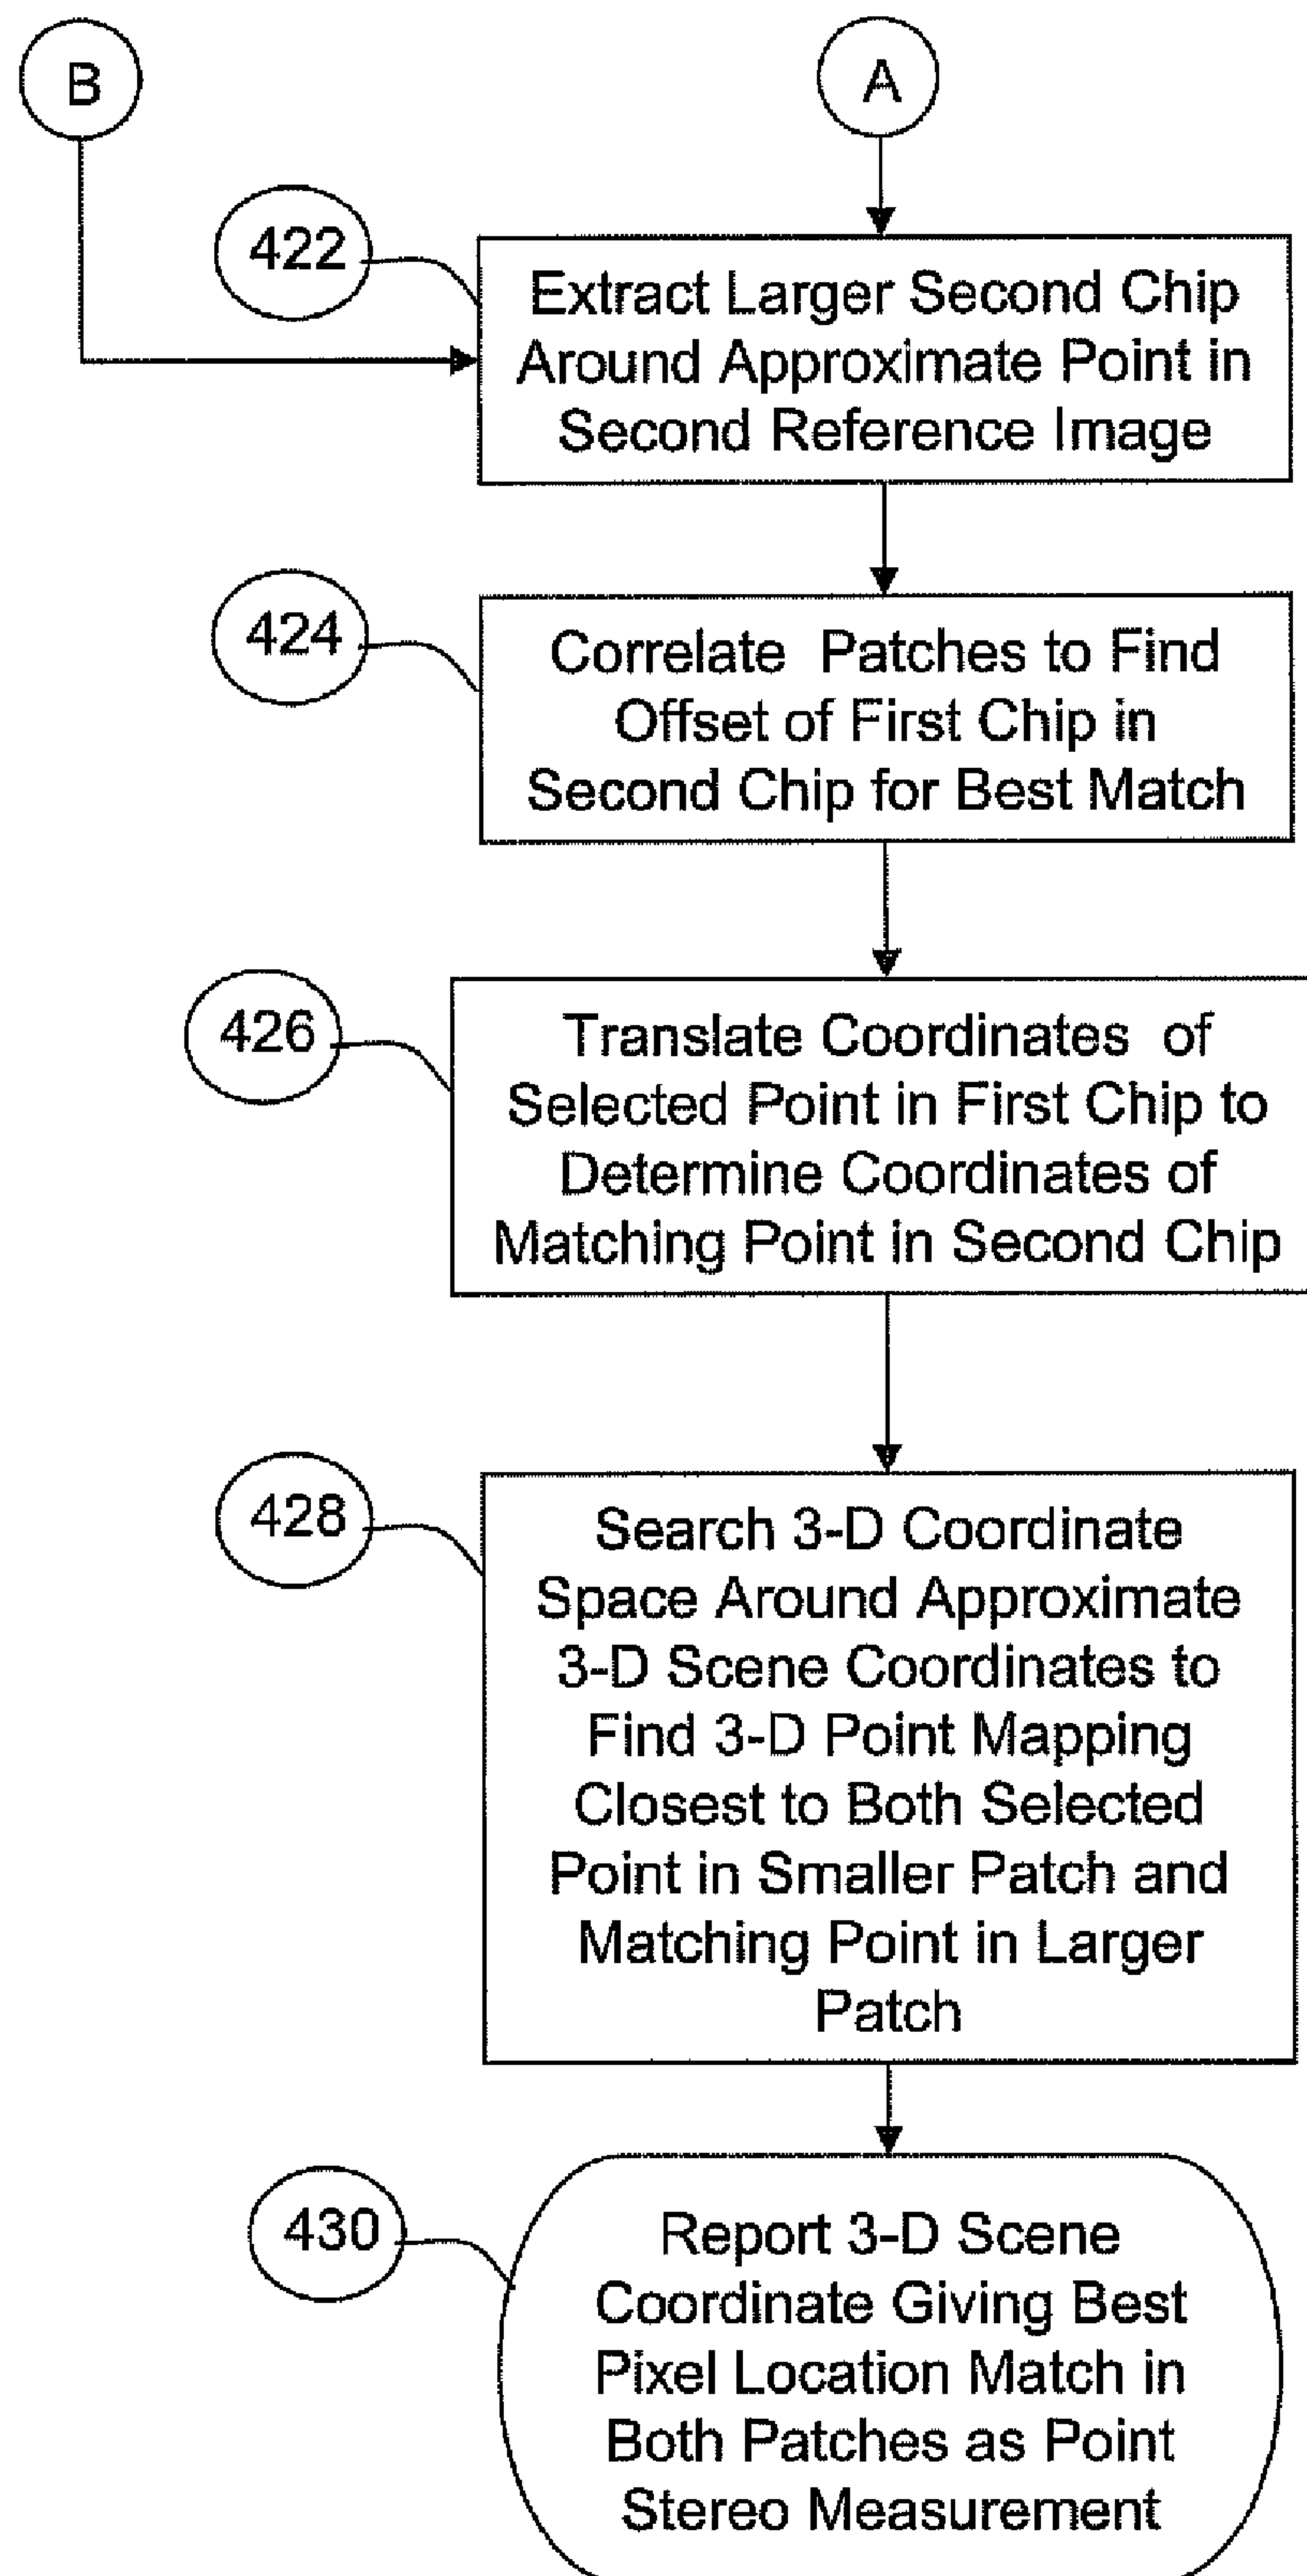 B
A
422
Extract Larger Second Chip
Around Approximate Point in
Second Reference Image
424
Correlate Patches to Find
Offset of First Chip in
Second Chip for Best Match
426
Translate Coordinates of
Selected Point in First Chip to
Determine Coordinates of
Matching Point in Second Chip
428
Search 3-D Coordinate
Space Around Approximate
3-D Scene Coordinates to
Find 3-D Point Mapping
Closest to Both Selected
Point in Smaller Patch and
Matching Point in Larger
Patch
430
Report 3-D Scene
Coordinate Giving Best
Pixel Location Match in
Both Patches as Point
Stereo Measurement